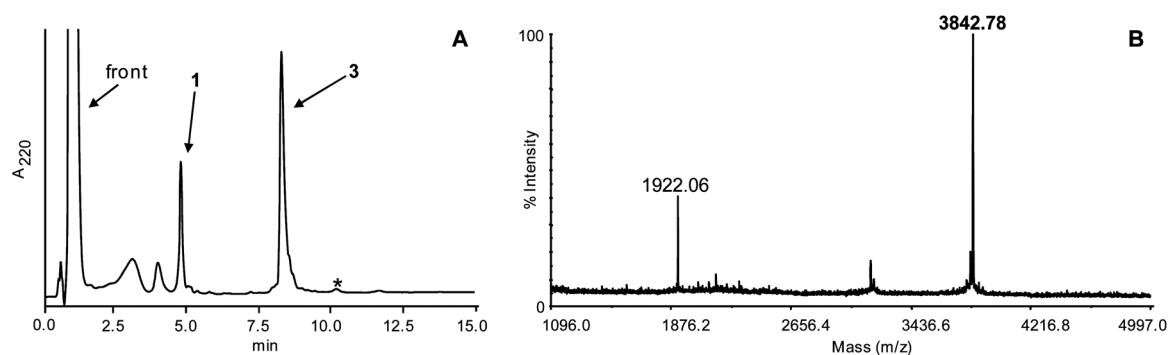 A
front
1
3
A220
*
0.0 2.5 5.0 7.5 10.0 12.5 15.0
min
B
3842.78
100
1922.06
% Intensity
0
1096.0 1876.2 2656.4 3436.6 4216.8 4997.0
Mass (m/z)